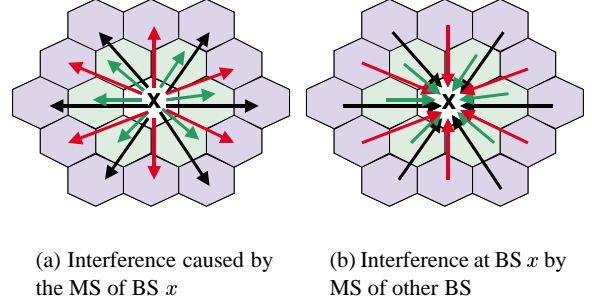 X
X
(a) Interference caused by
the MS of BS x
(b) Interference at BS x by
MS of other BS